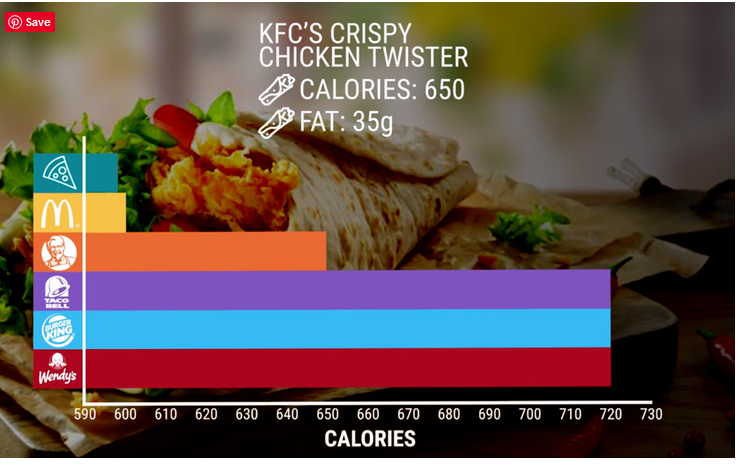 Save
KFC'S CRISPY
CHICKEN TWISTER
CALORIES: 650
FAT: 35g
M
TACO
BELL
BURGER
KING
Wendy's
590 600 610 620 630 640 650 660 670 680 690 700 710 720 730
CALORIES